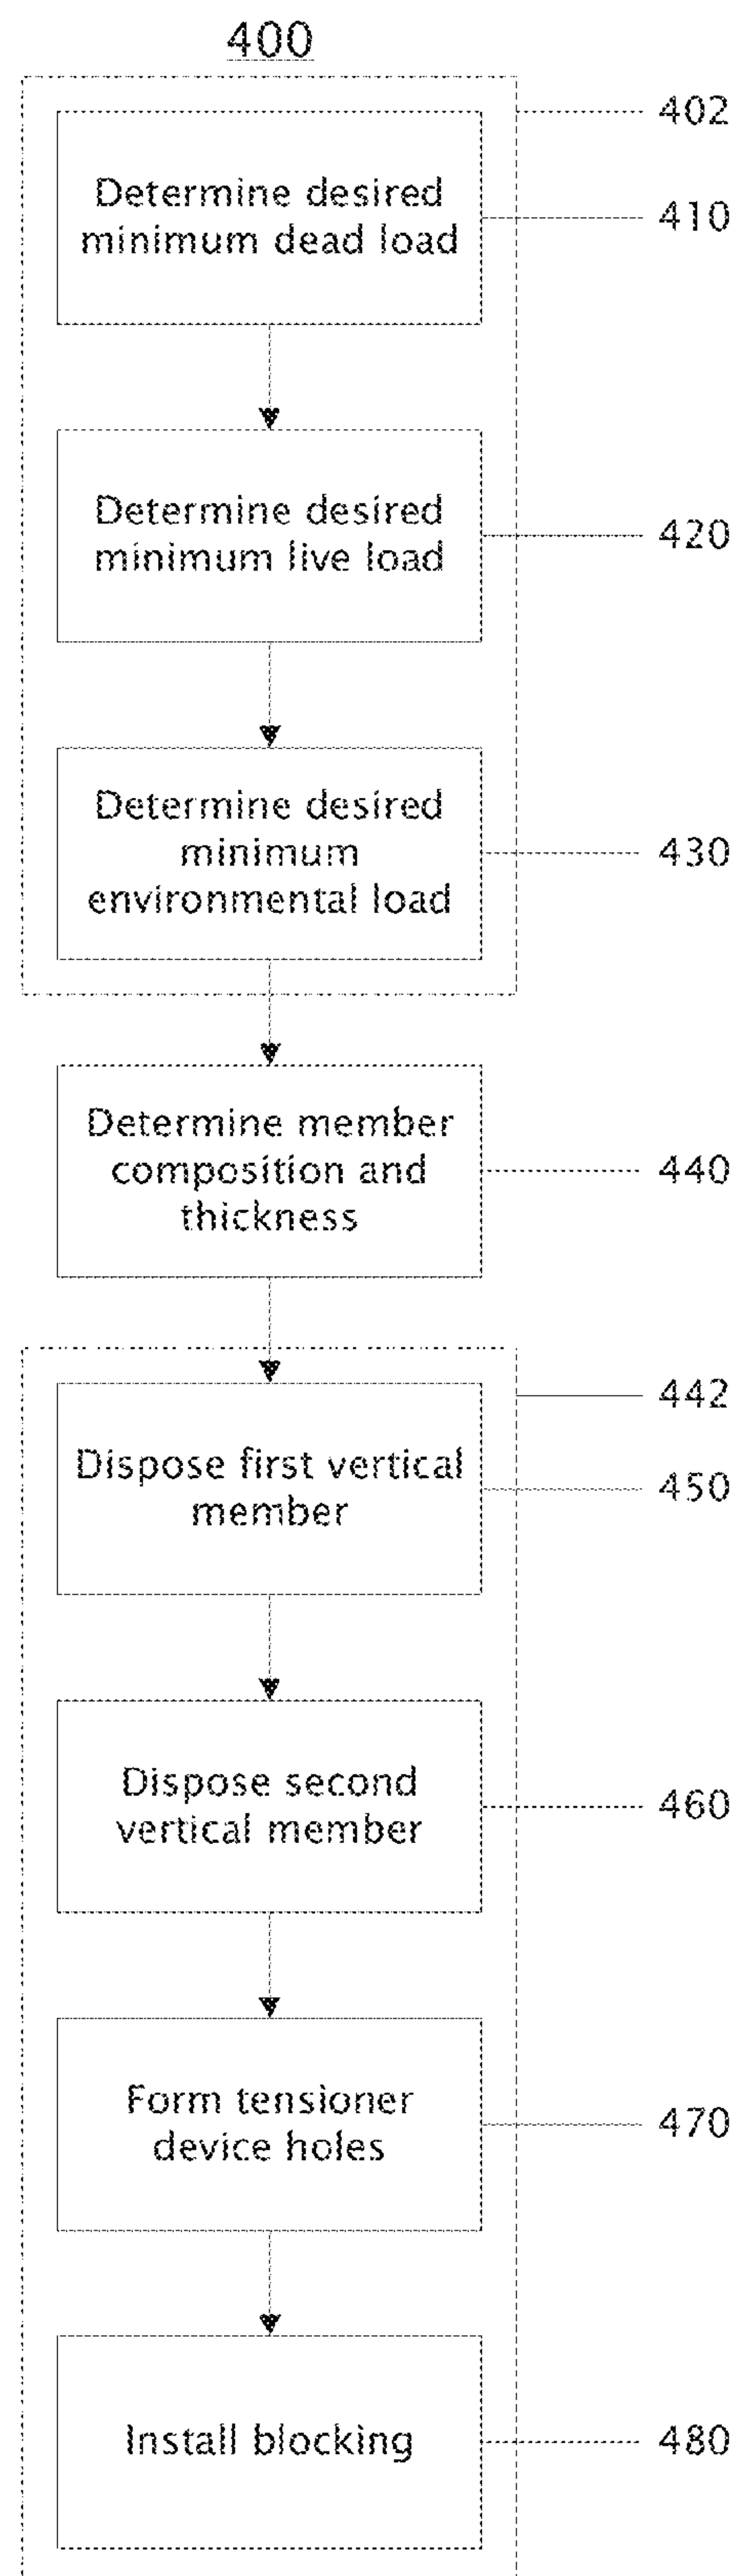 400
402
Determine desired
minimum dead load
410
Determine desired
minimum live load
420
Determine desired
minimum
environmental load
430
Determine member
composition and
thickness
440
442
Dispose first vertical
member
450
Dispose second
vertical member
460
Form tensioner
device holes
470
Install blocking
480